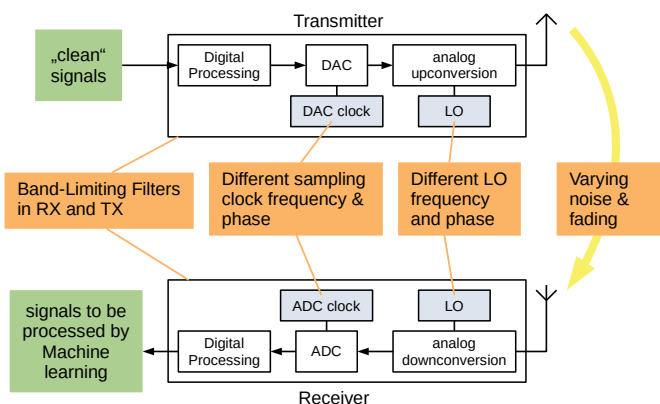 Transmitter
„clean“
signals
Digital
Processing
DAC
analog
upconversion
DAC clock
LO
Band-Limiting Filters
in RX and TX
Different sampling
clock frequency &
phase
Different LO
frequency
and phase
Varying
noise &
fading
signals to be
processed by
Machine
learning
ADC clock
LO
Digital
Processing
ADC
analog
downconversion
Receiver